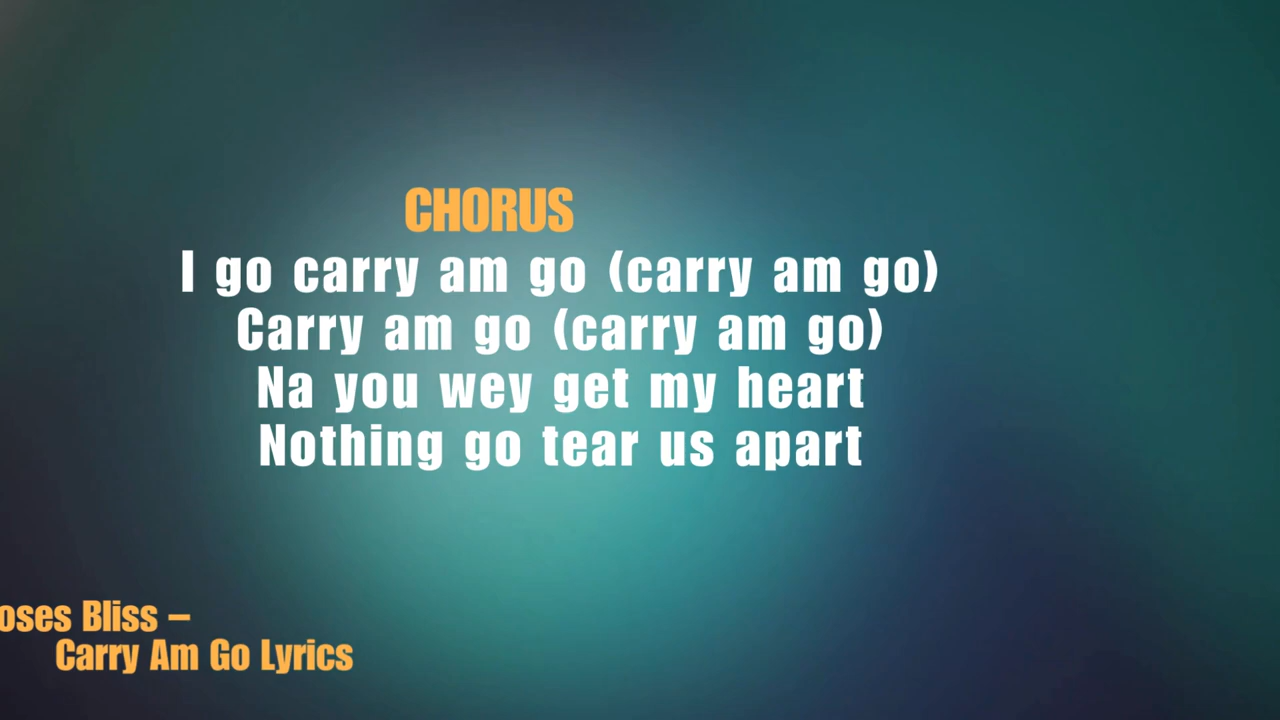 CHORUS
I go carry am go (carry am go)
Carry am go (carry am go)
Na you wey get my heart
Nothing go tear us apart
oses Bliss –
Carry Am Go Lyrics